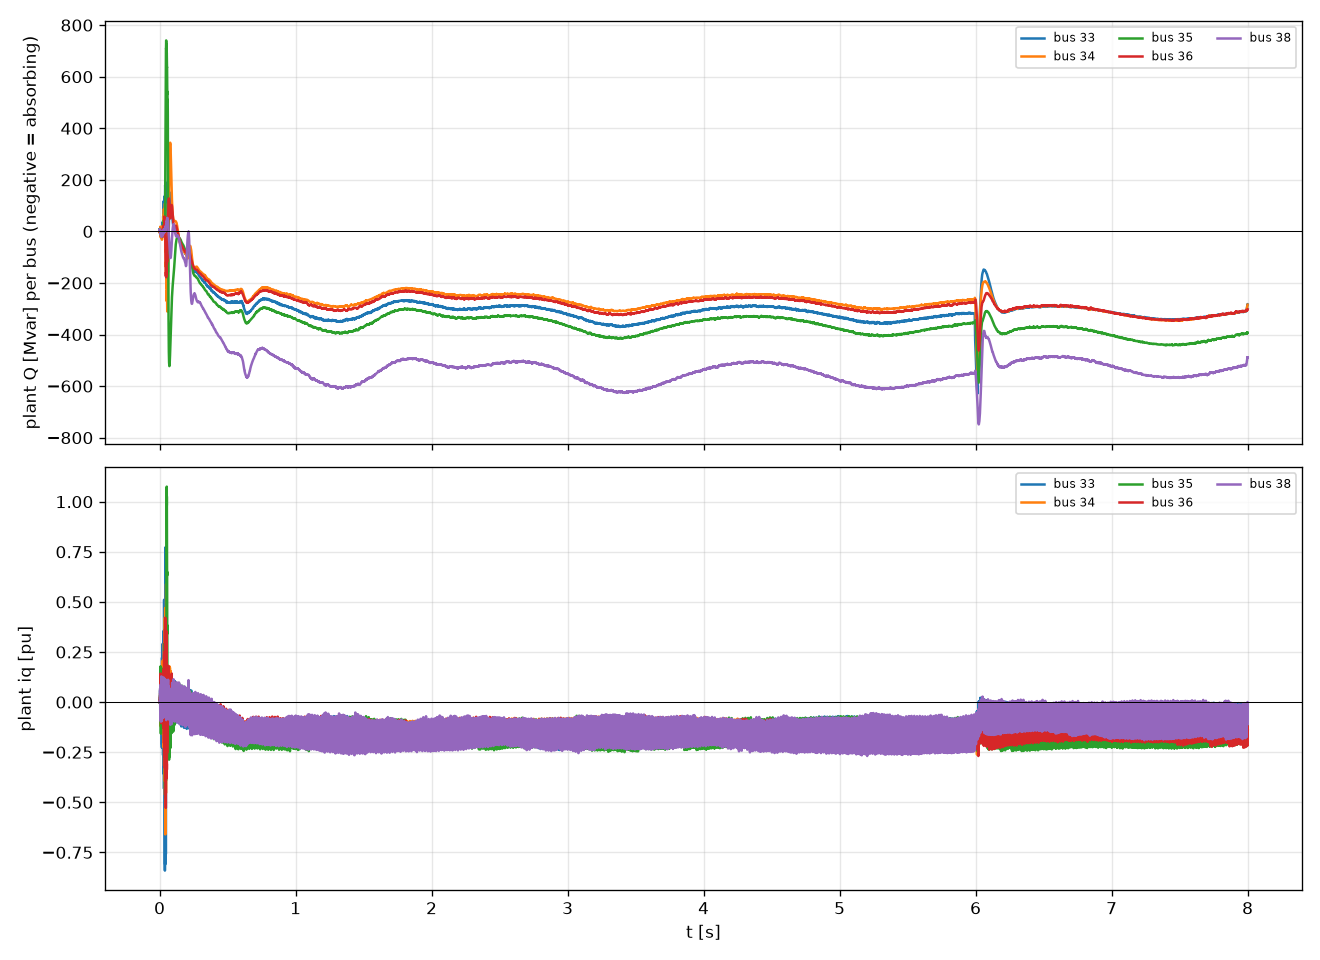 plant Q [Mvar] per bus (negative = absorbing)
800
600
400
200
0
−200
−400
−600
−800
bus 33 bus 35 bus 38
bus 34 bus 36
plant iq [pu]
1.00
0.75
0.50
0.25
0.00
−0.25
−0.50
−0.75
bus 33 bus 35 bus 38
bus 34 bus 36
0 1 2 3 4 5 6 7 8
t [s]